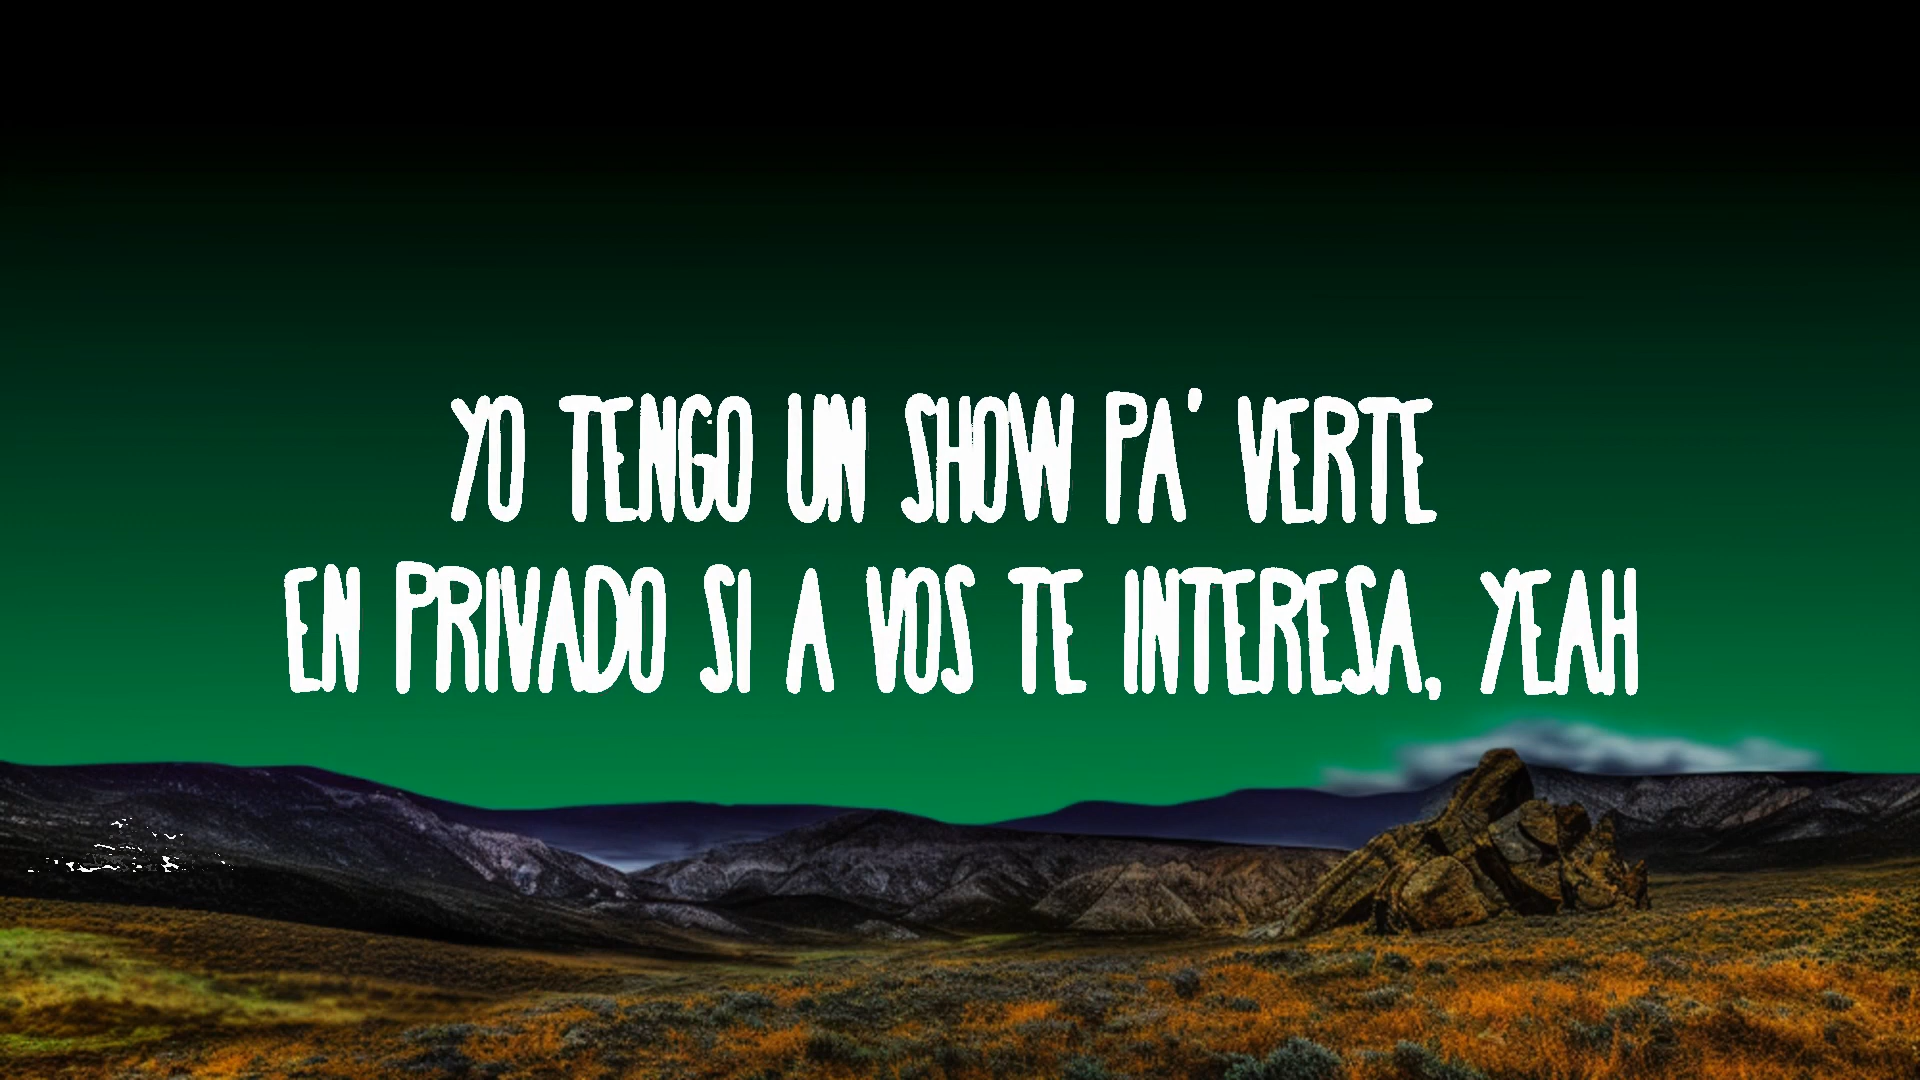 YO TENGO UN SHOW PA' VERTE
EN PRIVADO SI A VOS TE INTERESA, YEAH